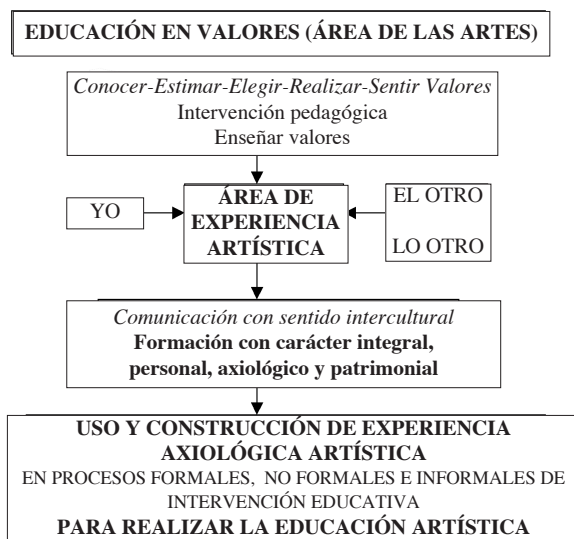 EDUCACIÓN EN VALORES (ÁREA DE LAS ARTES)
Conocer-Estimar-Elegir-Realizar-Sentir Valores
Intervención pedagógica
Enseñar valores
YO
ÁREA DE
EXPERIENCIA
ARTÍSTICA
EL OTRO
LO OTRO
Comunicación con sentido intercultural
Formación con carácter integral,
personal, axiológico y patrimonial
USO Y CONSTRUCCIÓN DE EXPERIENCIA
AXIOLÓGICA ARTÍSTICA
EN PROCESOS FORMALES, NO FORMALES E INFORMALES DE
INTERVENCIÓN EDUCATIVA
PARA REALIZAR LA EDUCACIÓN ARTÍSTICA